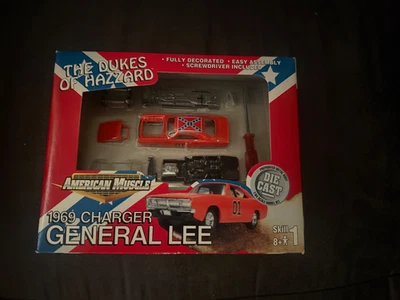 THE DUKES
OF HAZZARD
• FULLY DECORATED • EASY ASSEMBLY
• SCREWDRIVER INCLUDED
AMERICAN MUSCLE
DIE
CAST
1969 CHARGER
GENERAL LEE
01
Skill 1
8+